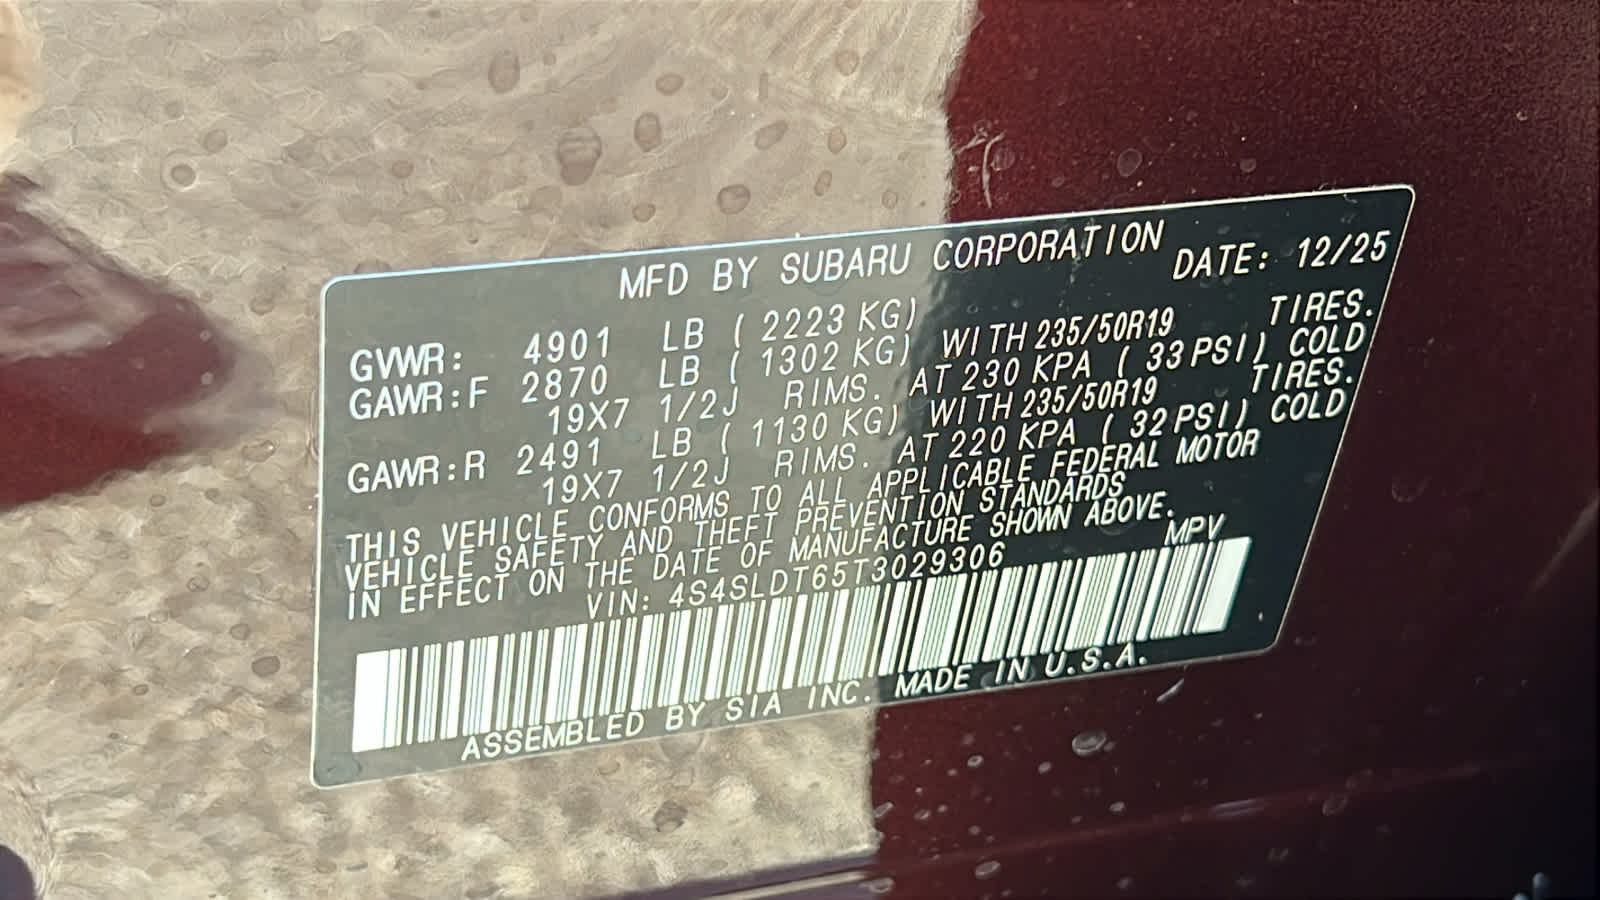 MFD BY SUBARU CORPORATION DATE: 12/25
GVWR: 4901 LB ( 2223 KG)
GAWR:F 2870 LB ( 1302 KG) WITH 235/50R19 TIRES.
19X7 1/2J RIMS. AT 230 KPA ( 33 PSI) COLD
GAWR:R 2491 LB ( 1130 KG) WITH 235/50R19 TIRES.
19X7 1/2J RIMS. AT 220 KPA ( 32 PSI) COLD
THIS VEHICLE CONFORMS TO ALL APPLICABLE FEDERAL MOTOR
VEHICLE SAFETY AND THEFT PREVENTION STANDARDS
IN EFFECT ON THE DATE OF MANUFACTURE SHOWN ABOVE.
VIN: 4S4SLDT65T3029306 MPV
ASSEMBLED BY SIA INC. MADE IN U.S.A.